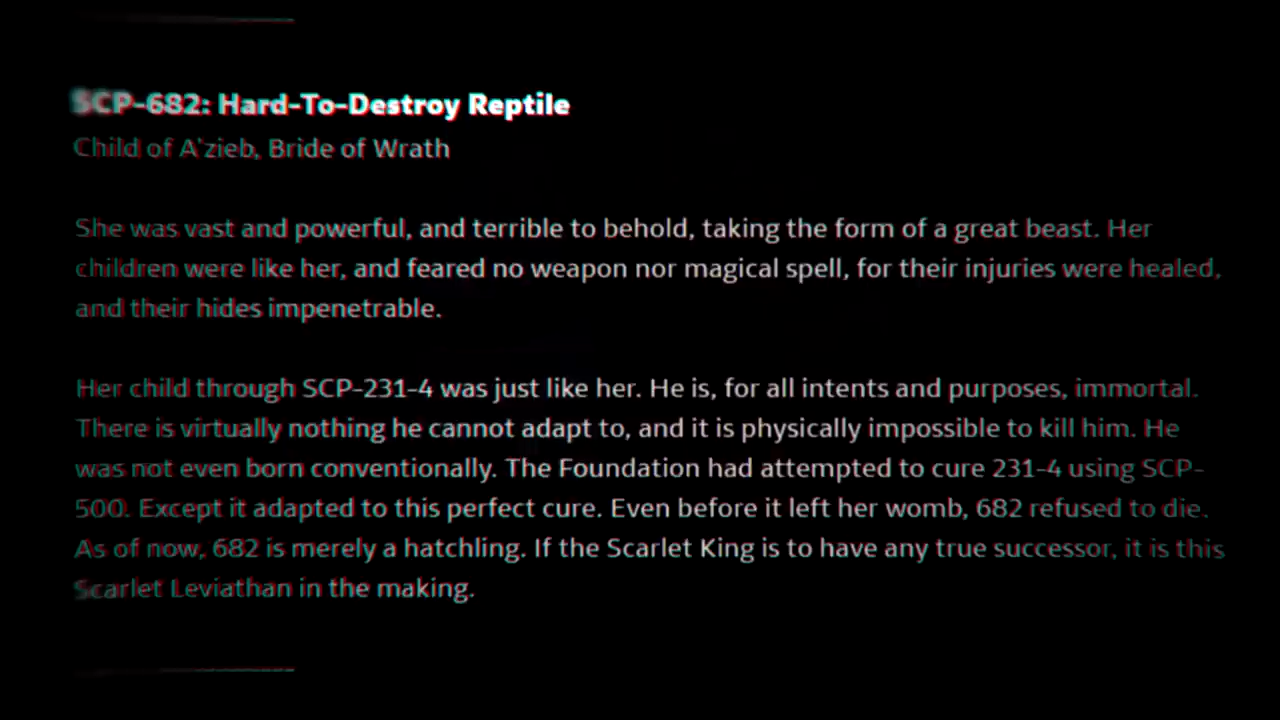 SCP-682: Hard-To-Destroy Reptile
Child of A'zieb, Bride of Wrath
She was vast and powerful, and terrible to behold, taking the form of a great beast. Her
children were like her, and feared no weapon nor magical spell, for their injuries were healed,
and their hides impenetrable.
Her child through SCP-231-4 was just like her. He is, for all intents and purposes, immortal.
There is virtually nothing he cannot adapt to, and it is physically impossible to kill him. He
was not even born conventionally. The Foundation had attempted to cure 231-4 using SCP-
500. Except it adapted to this perfect cure. Even before it left her womb, 682 refused to die.
As of now, 682 is merely a hatchling. If the Scarlet King is to have any true successor, it is this
Scarlet Leviathan in the making.